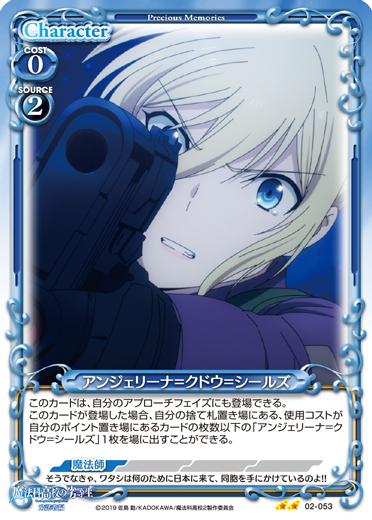 Precious Memories
Character
COST
0
SOURCE
2
アンジェリーナ=クドウ=シールズ
このカードは、自分のアプローチフェイズにも登場できる。
このカードが登場した場合、自分の捨て札置き場にある、使用コストが
自分のポイント置き場にあるカードの枚数以下の「アンジェリーナ=ク
ドウ=シールズ」1枚を場に出すことができる。
魔法師
そうでなきゃ、ワタシは何のために日本に来て、同胞を手にかけているのよ!!
魔法科高校の劣等生
来訪者編
©2019 佐島 勤/KADOKAWA/魔法科高校2製作委員会
02-053